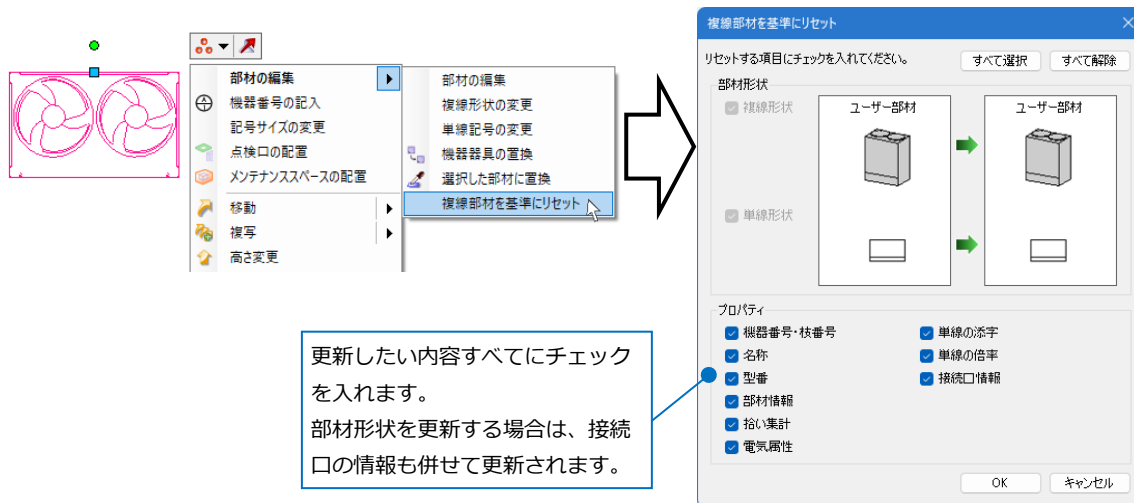 部材の編集
機器番号の記入
記号サイズの変更
点検口の配置
メンテナンススペースの配置
移動
複写
高さ変更
部材の編集
複線形状の変更
単線記号の変更
機器器具の置換
選択した部材に置換
複線部材を基準にリセット
複線部材を基準にリセット
リセットする項目にチェックを入れてください。
すべて選択
すべて解除
部材形状
複線形状
ユーザー部材
ユーザー部材
単線形状
プロパティ
機器番号・枝番号
名称
型番
部材情報
拾い集計
電気属性
単線の添字
単線の倍率
接続口情報
OK
キャンセル
更新したい内容すべてにチェック
を入れます。
部材形状を更新する場合は、接続
口の情報も併せて更新されます。